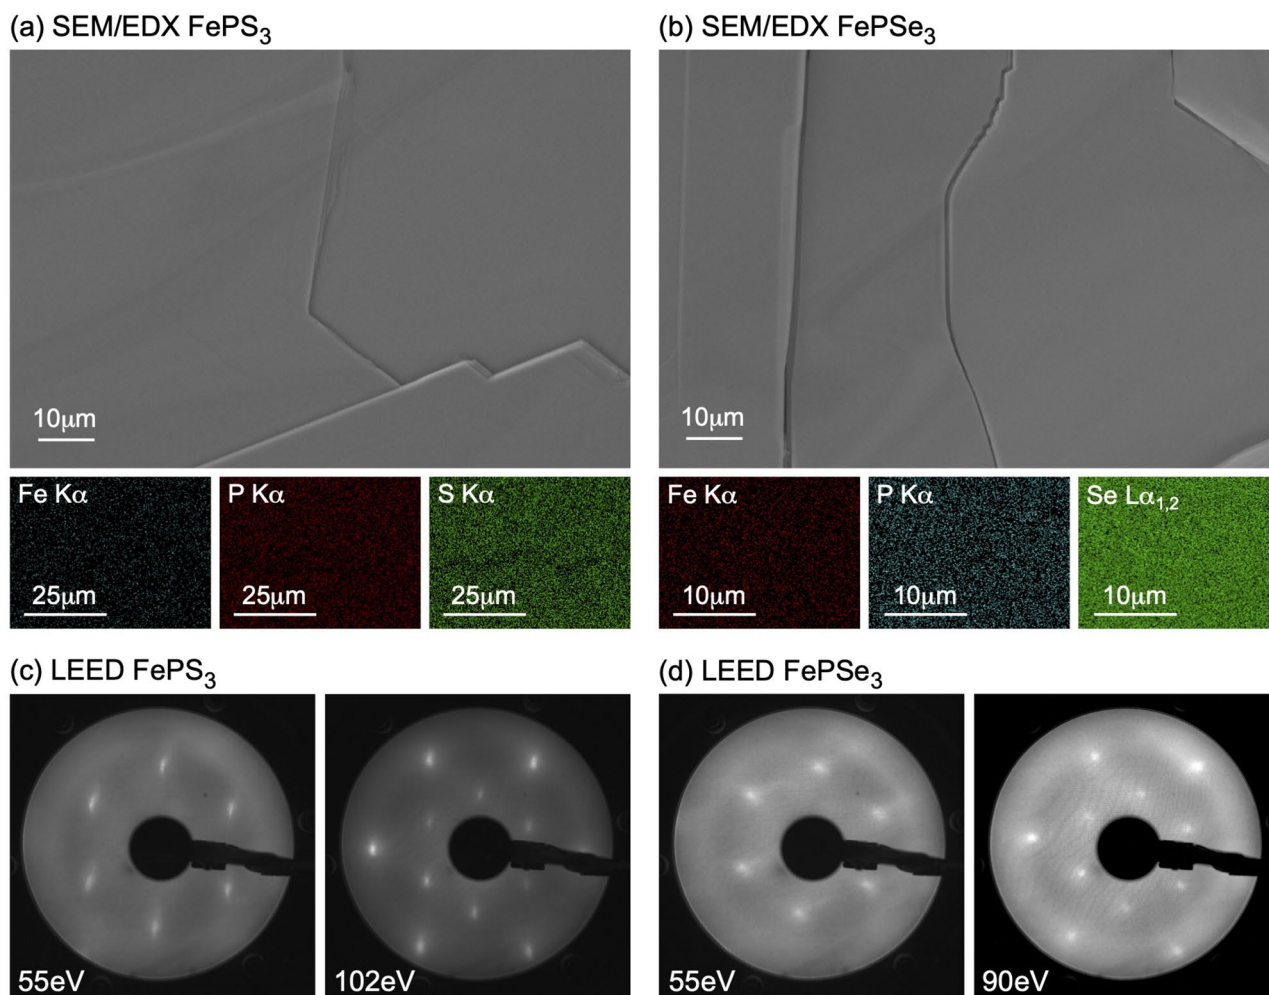 (a) SEM/EDX FePS₃
(b) SEM/EDX FePSe₃
10μm
10μm
Fe Kα
P Kα
S Kα
Fe Kα
P Kα
Se Lα₁,₂
25μm
25μm
25μm
10μm
10μm
10μm
(c) LEED FePS₃
(d) LEED FePSe₃
55eV
102eV
55eV
90eV